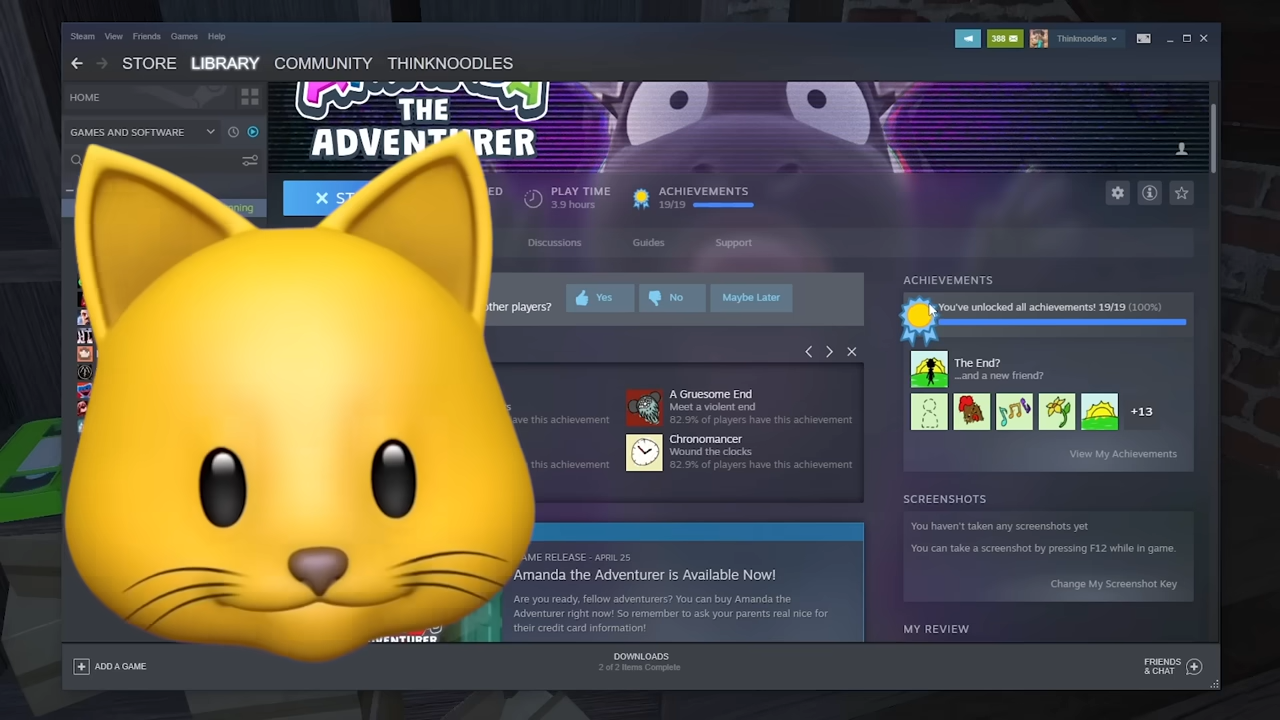 Steam View Friends Games Help
388
Thinknoodles
STORE LIBRARY COMMUNITY THINKNOODLES
HOME
GAMES AND SOFTWARE
THE
ADVENTURER
PLAY TIME
3.9 hours
ACHIEVEMENTS
19/19
Discussions Guides Support
other players?
Yes
No
Maybe Later
ACHIEVEMENTS
You've unlocked all achievements! 19/19 (100%)
The End?
...and a new friend?
+13
View My Achievements
A Gruesome End
Meet a violent end
have this achievement
82.9% of players have this achievement
Chronomancer
Wound the clocks
this achievement
82.9% of players have this achievement
SCREENSHOTS
You haven't taken any screenshots yet
You can take a screenshot by pressing F12 while in game.
Change My Screenshot Key
GAME RELEASE - APRIL 25
Amanda the Adventurer is Available Now!
Are you ready, fellow adventurers? You can buy Amanda the
Adventurer right now! So remember to ask your parents real nice for
their credit card information!
MY REVIEW
ADD A GAME
DOWNLOADS
2 of 2 Items Complete
FRIENDS
& CHAT